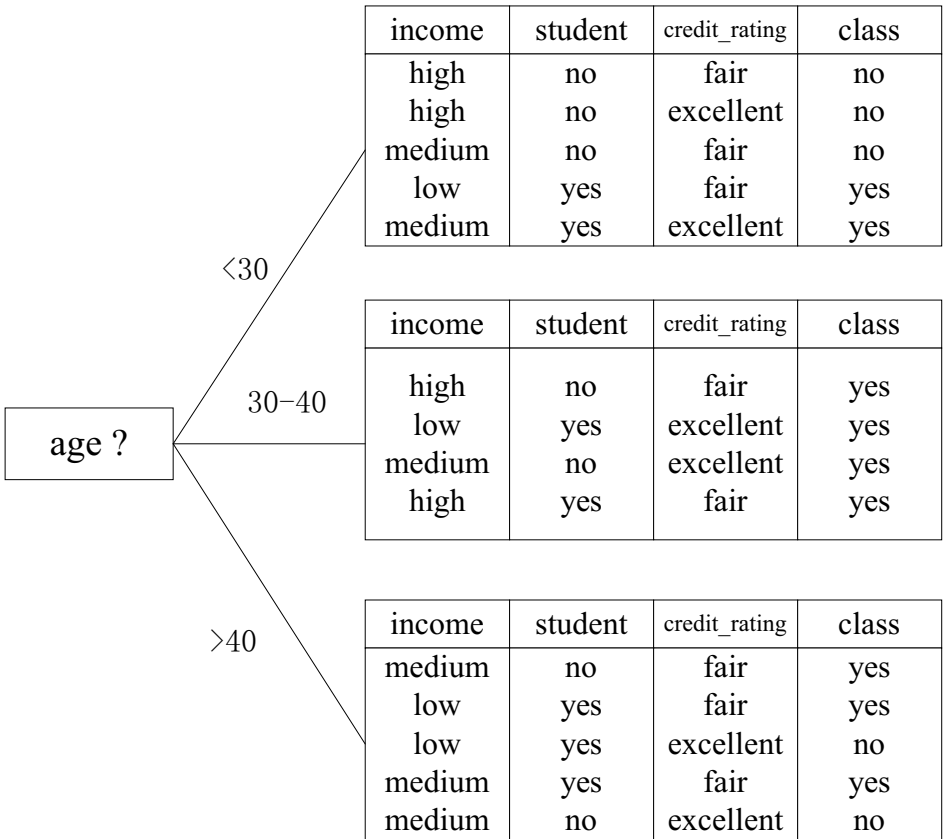 income student credit_rating class
high no fair no
high no excellent no
medium no fair no
low yes fair yes
medium yes excellent yes
<30
income student credit_rating class
high no fair yes
low yes excellent yes
medium no excellent yes
high yes fair yes
30-40
age ?
>40
income student credit_rating class
medium no fair yes
low yes fair yes
low yes excellent no
medium yes fair yes
medium no excellent no